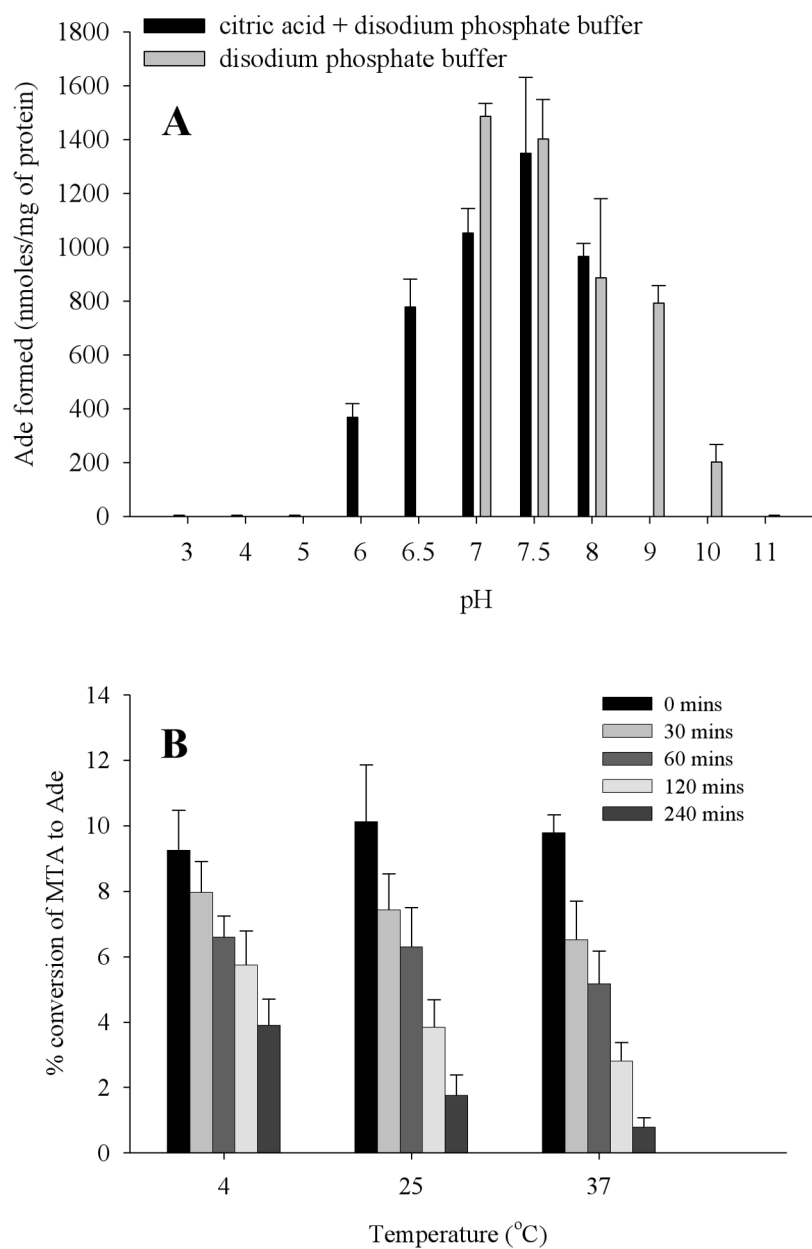 citric acid + disodium phosphate buffer
disodium phosphate buffer
A
1800
1600
1400
1200
1000
800
600
400
200
0
Ade formed (nmoles/mg of protein)
3 4 5 6 6.5 7 7.5 8 9 10 11
pH
B
0 mins
30 mins
60 mins
120 mins
240 mins
14
12
10
8
6
4
2
0
% conversion of MTA to Ade
4 25 37
Temperature (°C)